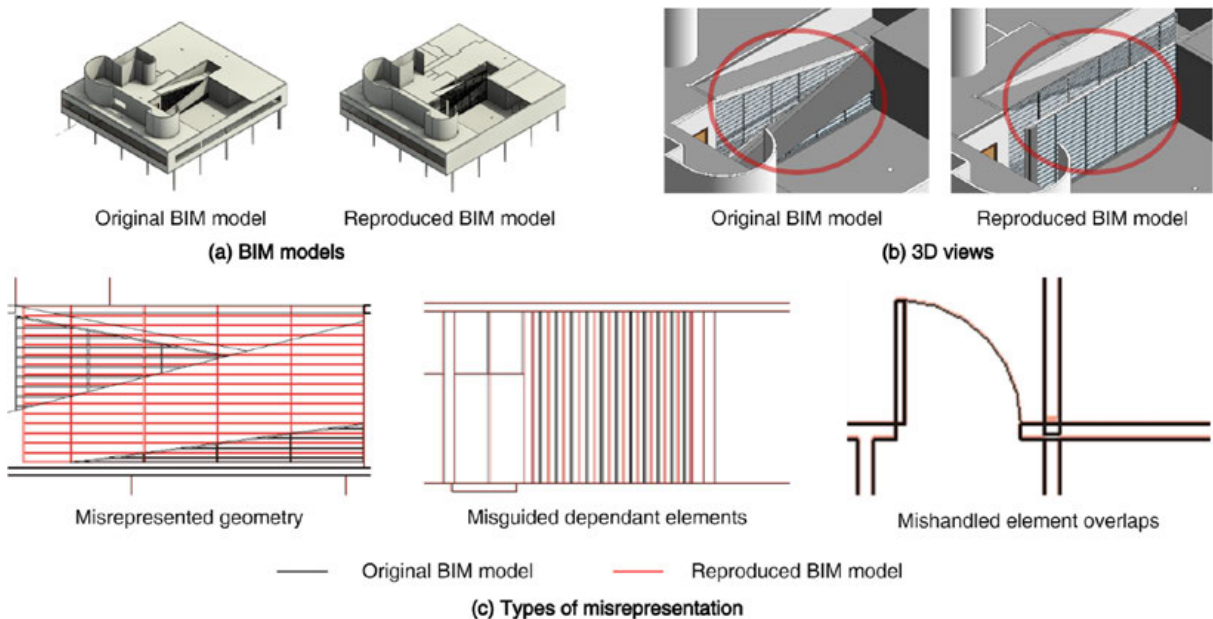 Original BIM model
Reproduced BIM model
(a) BIM models
Original BIM model
Reproduced BIM model
(b) 3D views
Misrepresented geometry
Misguided dependant elements
Mishandled element overlaps
Original BIM model
Reproduced BIM model
(c) Types of misrepresentation